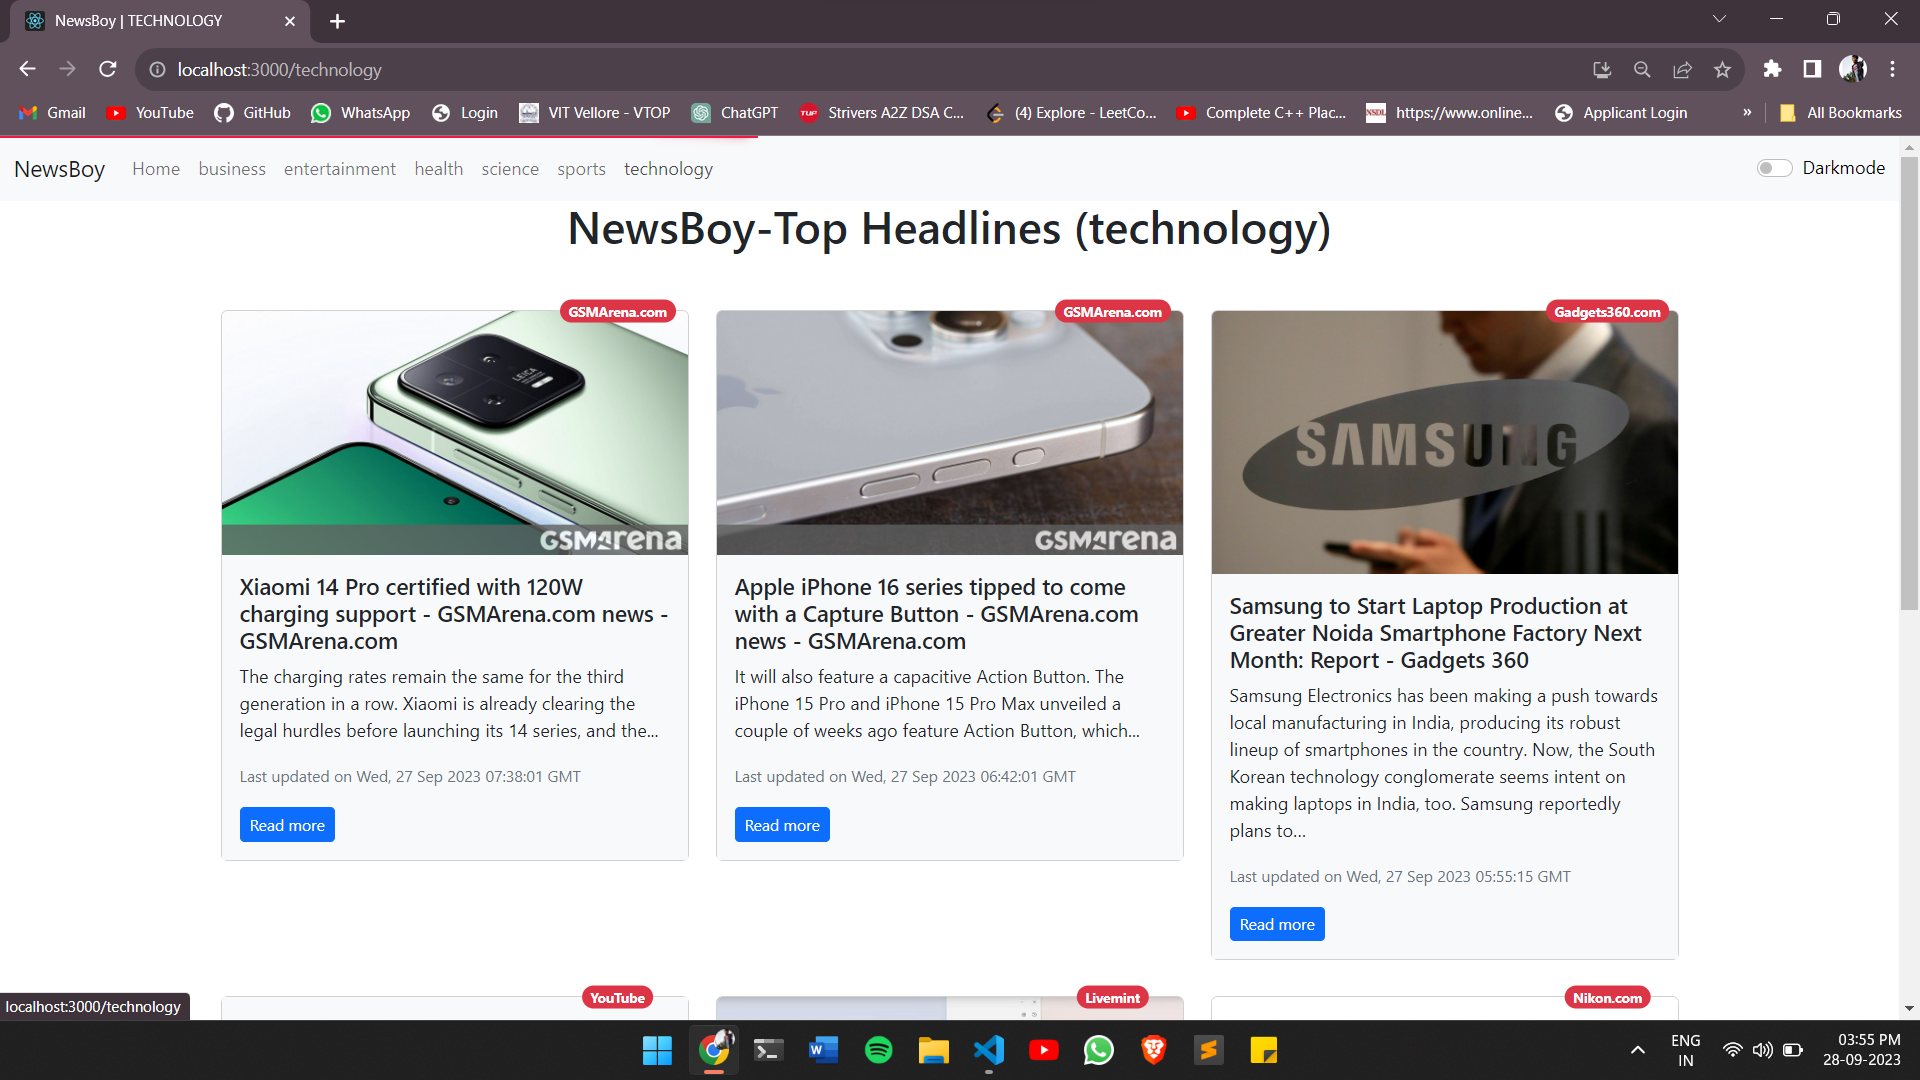 NewsBoy | TECHNOLOGY
localhost:3000/technology
Gmail
YouTube
GitHub
WhatsApp
Login
VIT Vellore - VTOP
ChatGPT
TUF
Strivers A2Z DSA C...
(4) Explore - LeetCo...
Complete C++ Plac...
NSDL
https://www.online...
Applicant Login
»
All Bookmarks
NewsBoy
Home
business
entertainment
health
science
sports
technology
Darkmode
NewsBoy-Top Headlines (technology)
GSMArena.com
LEICA
GSMArena
Xiaomi 14 Pro certified with 120W
charging support - GSMArena.com news -
GSMArena.com
The charging rates remain the same for the third
generation in a row. Xiaomi is already clearing the
legal hurdles before launching its 14 series, and the...
Last updated on Wed, 27 Sep 2023 07:38:01 GMT
Read more
GSMArena.com
GSMArena
Apple iPhone 16 series tipped to come
with a Capture Button - GSMArena.com
news - GSMArena.com
It will also feature a capacitive Action Button. The
iPhone 15 Pro and iPhone 15 Pro Max unveiled a
couple of weeks ago feature Action Button, which...
Last updated on Wed, 27 Sep 2023 06:42:01 GMT
Read more
Gadgets360.com
SAMSUNG
Samsung to Start Laptop Production at
Greater Noida Smartphone Factory Next
Month: Report - Gadgets 360
Samsung Electronics has been making a push towards
local manufacturing in India, producing its robust
lineup of smartphones in the country. Now, the South
Korean technology conglomerate seems intent on
making laptops in India, too. Samsung reportedly
plans to...
Last updated on Wed, 27 Sep 2023 05:55:15 GMT
Read more
YouTube
Livemint
Nikon.com
localhost:3000/technology
ENG
IN
03:55 PM
28-09-2023